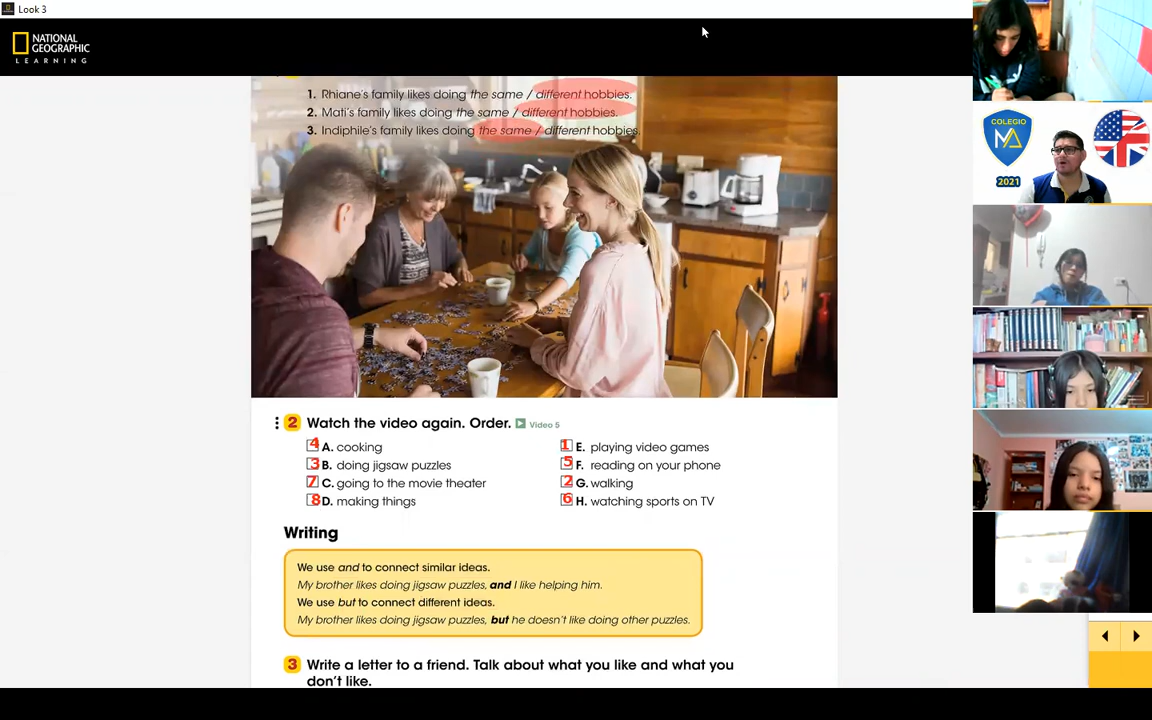 Look 3
NATIONAL
GEOGRAPHIC
LEARNING
1. Rhiane's family likes doing the same / different hobbies.
2. Mati's family likes doing the same / different hobbies.
3. Indiphile's family likes doing the same / different hobbies.
COLEGIO
MA
2021
2 Watch the video again. Order. Video 5
4 A. cooking
3 B. doing jigsaw puzzles
7 C. going to the movie theater
8 D. making things
1 E. playing video games
5 F. reading on your phone
2 G. walking
6 H. watching sports on TV
Writing
We use and to connect similar ideas.
My brother likes doing jigsaw puzzles, and I like helping him.
We use but to connect different ideas.
My brother likes doing jigsaw puzzles, but he doesn't like doing other puzzles.
3 Write a letter to a friend. Talk about what you like and what you
don't like.